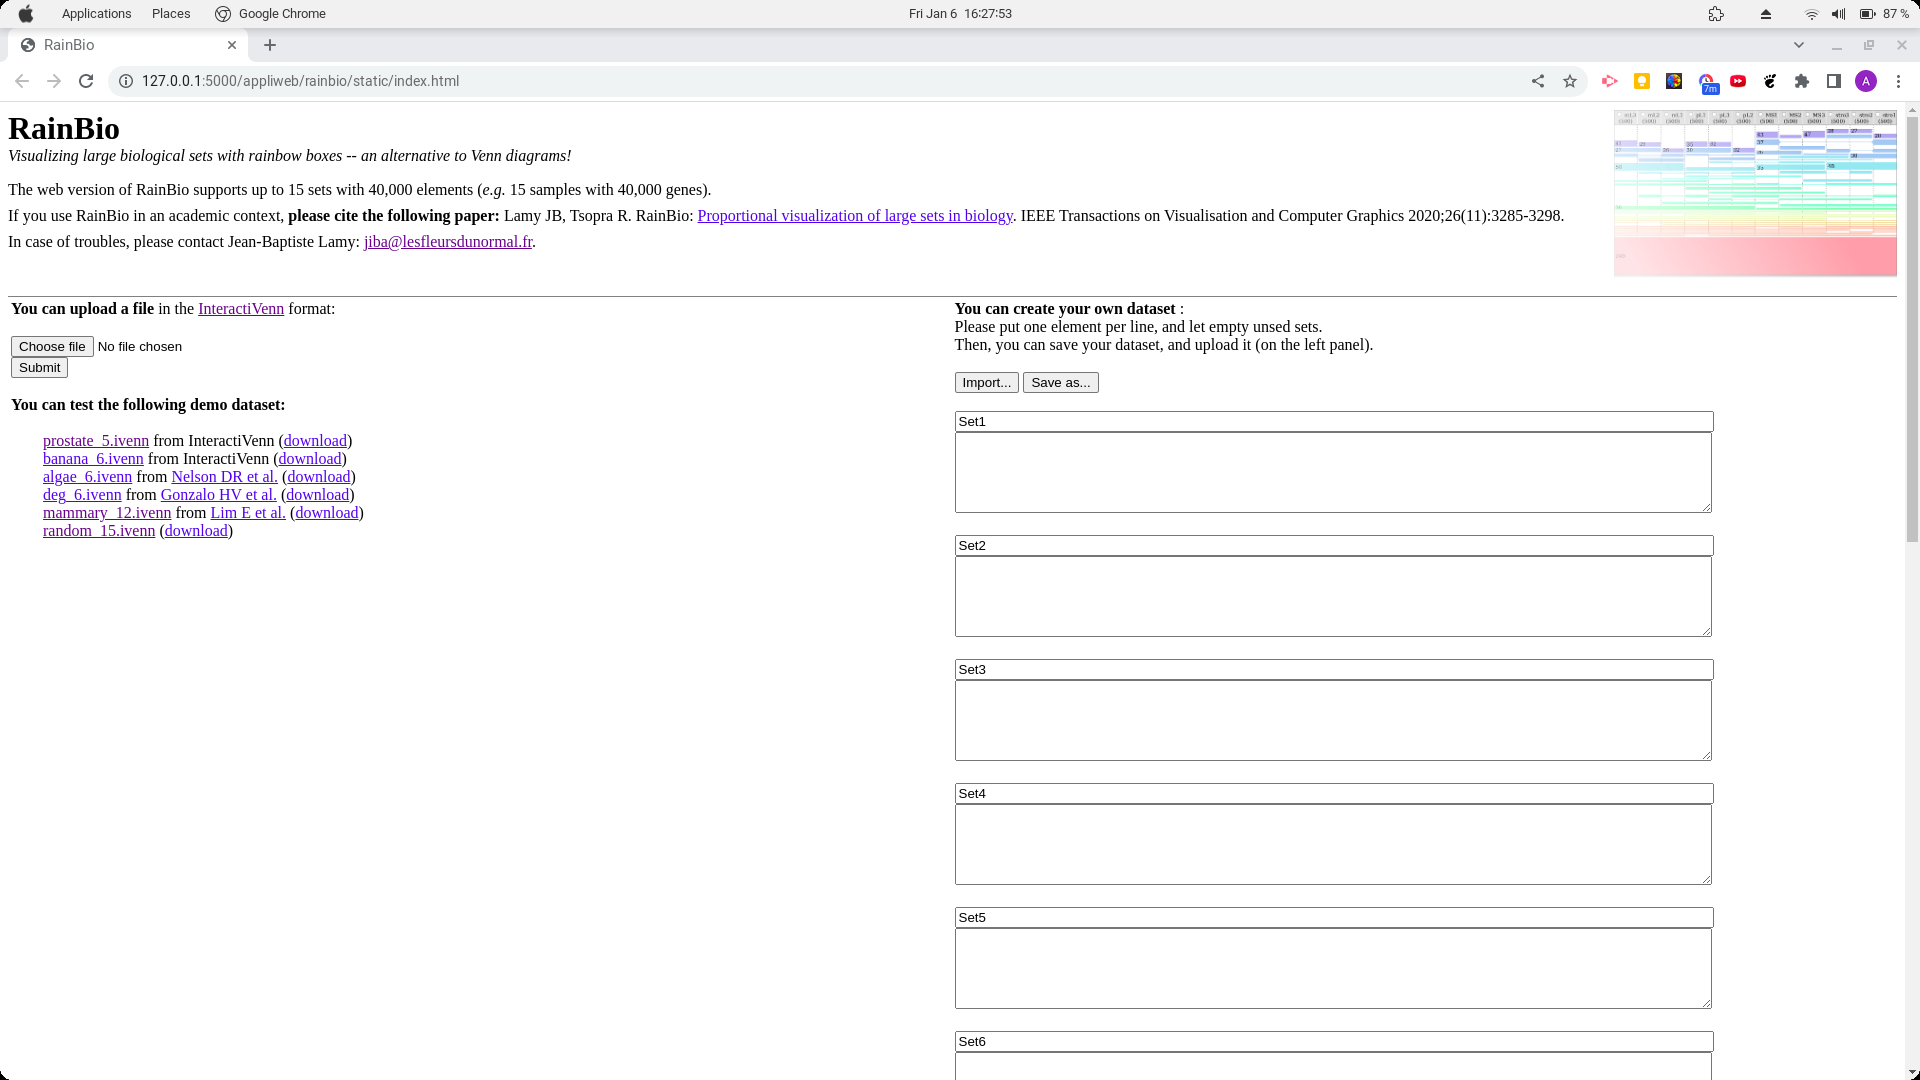 Applications Places Google Chrome Fri Jan 6 16:27:53 87 %
RainBio
127.0.0.1:5000/appliweb/rainbio/static/index.html 7m A
RainBio
Visualizing large biological sets with rainbow boxes -- an alternative to Venn diagrams!
The web version of RainBio supports up to 15 sets with 40,000 elements (e.g. 15 samples with 40,000 genes).
If you use RainBio in an academic context, please cite the following paper: Lamy JB, Tsopra R. RainBio: Proportional visualization of large sets in biology. IEEE Transactions on Visualisation and Computer Graphics 2020;26(11):3285-3298.
In case of troubles, please contact Jean-Baptiste Lamy: jiba@lesfleursdunormal.fr.
You can upload a file in the InteractiVenn format:
Choose file No file chosen
Submit
You can test the following demo dataset:
prostate_5.ivenn from InteractiVenn (download)
banana_6.ivenn from InteractiVenn (download)
algae_6.ivenn from Nelson DR et al. (download)
deg_6.ivenn from Gonzalo HV et al. (download)
mammary_12.ivenn from Lim E et al. (download)
random_15.ivenn (download)
You can create your own dataset :
Please put one element per line, and let empty unsed sets.
Then, you can save your dataset, and upload it (on the left panel).
Import... Save as...
Set1
Set2
Set3
Set4
Set5
Set6